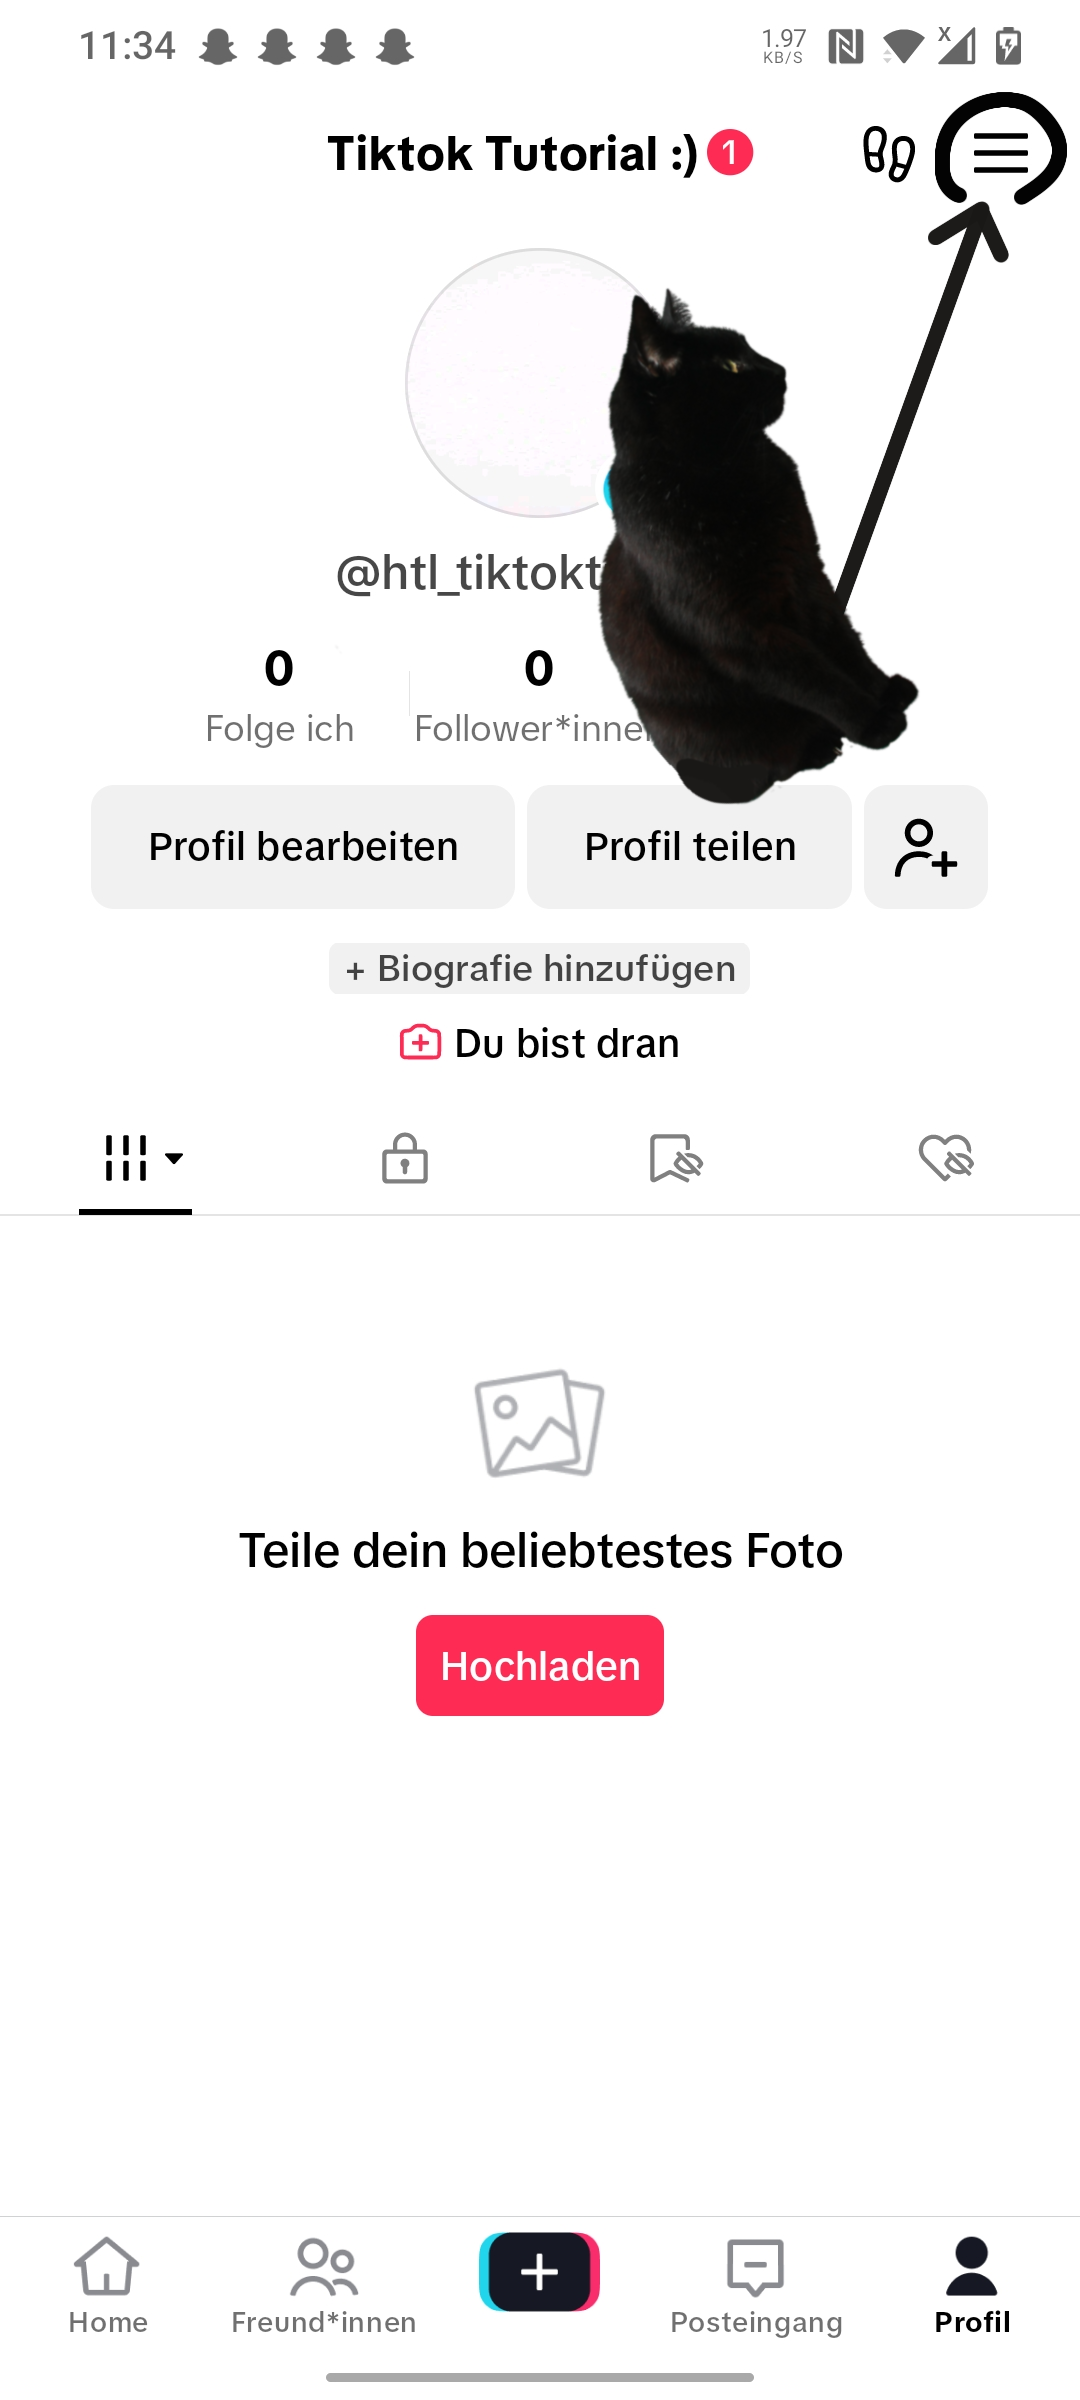 11:34
1.97
KB/S
X
Tiktok Tutorial :) 1
@htl_tiktokt
0
0
Folge ich
Follower*inne
Profil bearbeiten
Profil teilen
+ Biografie hinzufügen
Du bist dran
Teile dein beliebtestes Foto
Hochladen
Home
Freund*innen
Posteingang
Profil